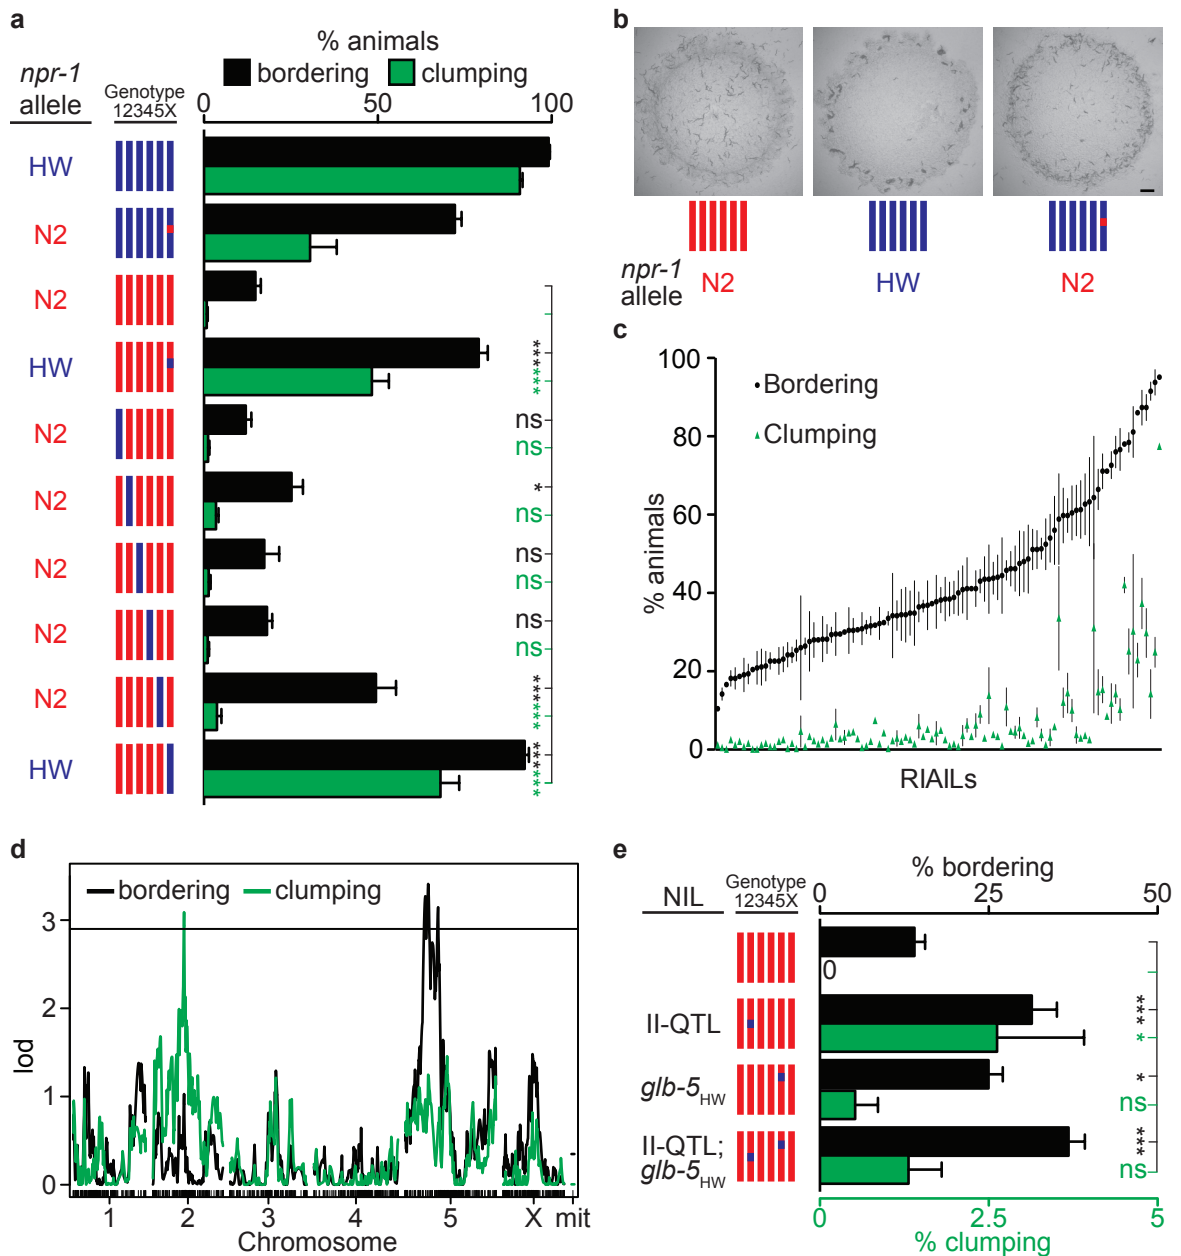 a
% animals
bordering clumping
npr-1 allele
Genotype
12345X
0 50 100
HW
N2
N2
HW
****
****
N2
ns
ns
N2
*
ns
N2
ns
ns
N2
ns
ns
N2
****
****
HW
****
****
b
npr-1 allele
N2 HW N2
c
% animals
100
80
60
40
20
0
Bordering
Clumping
RIAILs
d
bordering clumping
lod
3
2
1
0
1 2 3 4 5 X mit
Chromosome
e
% bordering
NIL
Genotype
12345X
0 25 50
0
II-QTL
***
*
glb-5HW
*
ns
II-QTL;
glb-5HW
***
ns
0 2.5 5
% clumping